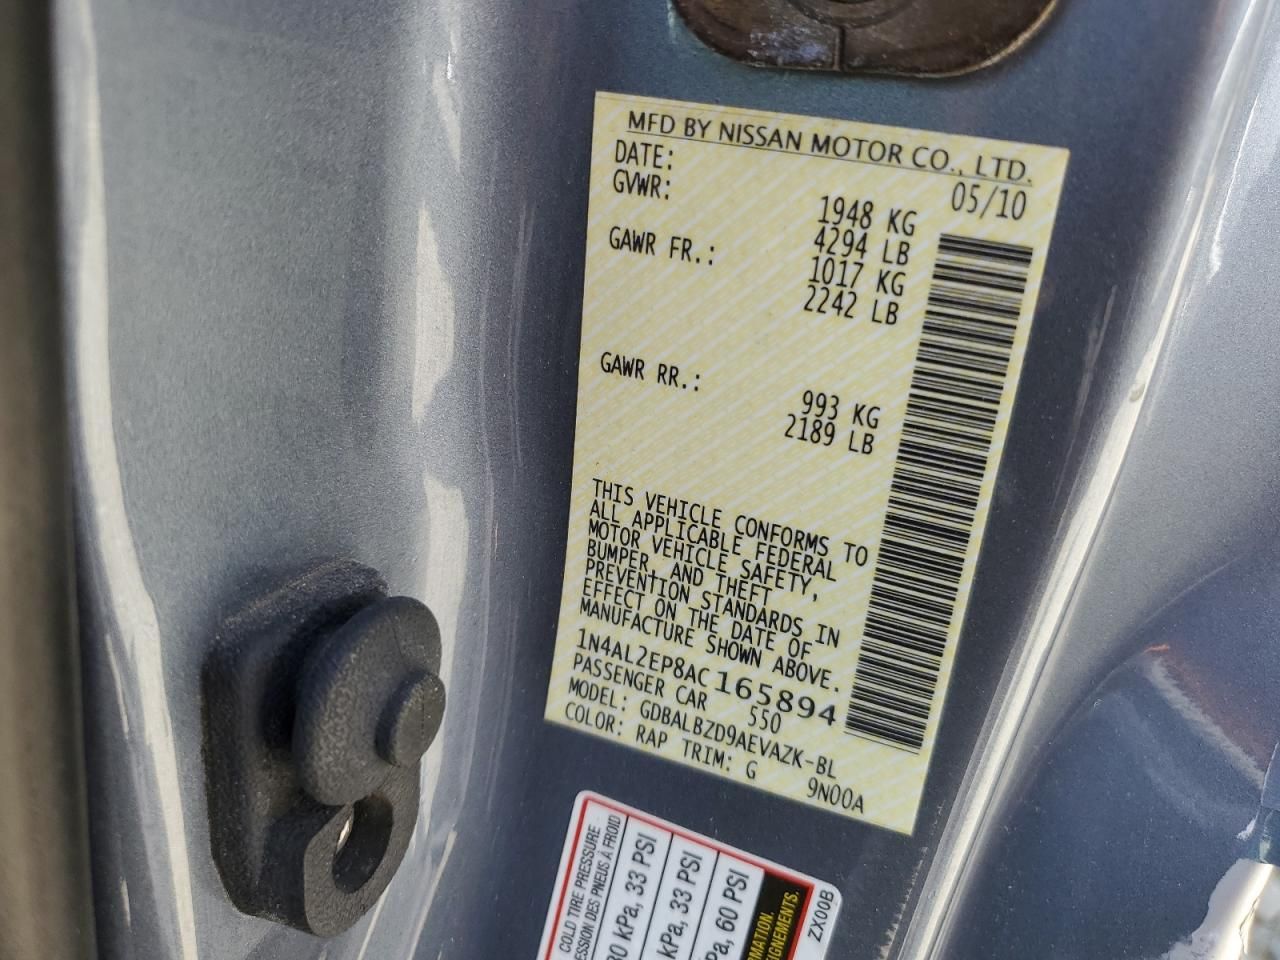 MFD BY NISSAN MOTOR CO., LTD.
DATE: 05/10
GVWR: 1948 KG
4294 LB
GAWR FR.: 1017 KG
2242 LB
GAWR RR.: 993 KG
2189 LB
THIS VEHICLE CONFORMS TO
ALL APPLICABLE FEDERAL
MOTOR VEHICLE SAFETY,
BUMPER, AND THEFT
PREVENTION STANDARDS IN
EFFECT ON THE DATE OF
MANUFACTURE SHOWN ABOVE.
1N4AL2EP8AC165894
PASSENGER CAR 550
MODEL: GDBALBZD9AEVAZK-BL
COLOR: RAP TRIM: G 9N00A
COLD TIRE PRESSURE
DES PNEUS À FROID
kPa, 33 PSI
kPa, 33 PSI
60 PSI
ZX00B